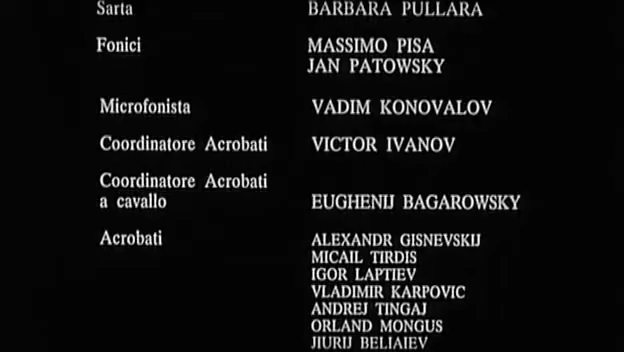 Sarta BARBARA PULLARA
Fonici MASSIMO PISA
JAN PATOWSKY
Microfonista VADIM KONOVALOV
Coordinatore Acrobati VICTOR IVANOV
Coordinatore Acrobati
a cavallo EUGHENIJ BAGAROWSKY
Acrobati ALEXANDR GISNEVSKIJ
MICAIL TIRDIS
IGOR LAPTIEV
VLADIMIR KARPOVIC
ANDREJ TINGAJ
ORLAND MONGUS
JIURIJ BELIAIEV